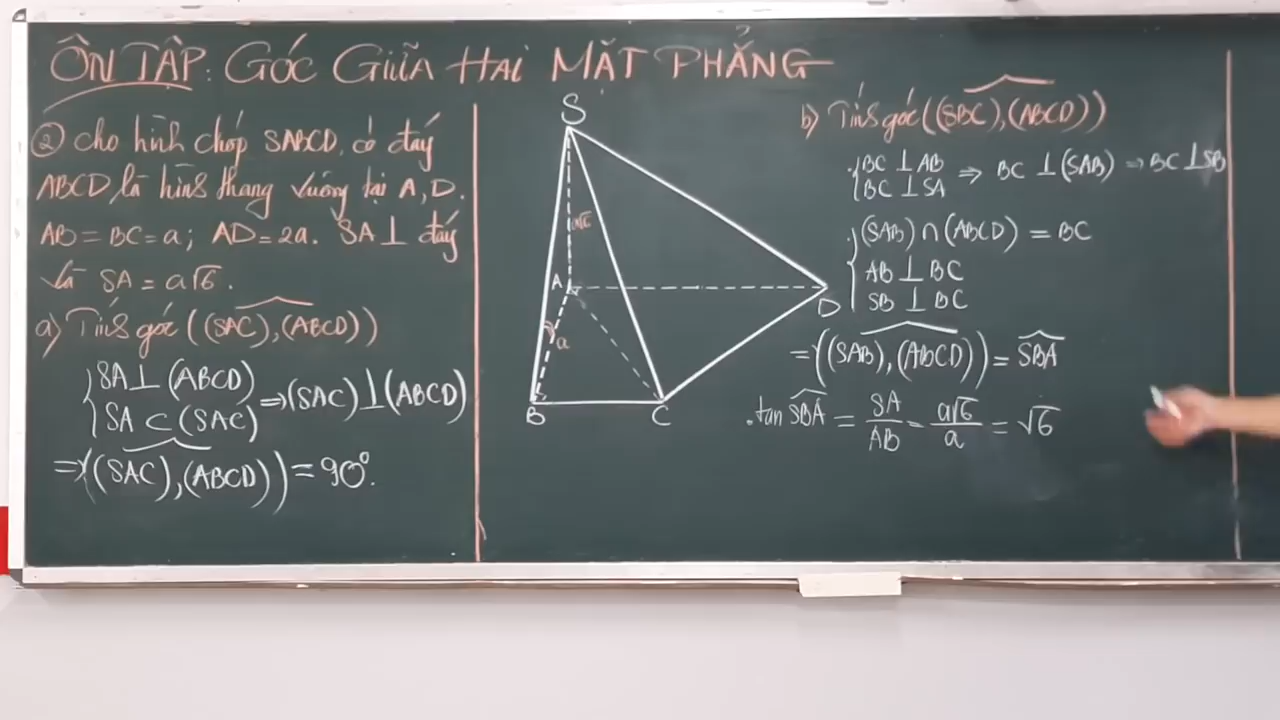 ÔN TẬP: GÓC GIỮA HAI MẶT PHẲNG
② Cho hình chóp SABCD, có đáy
ABCD là hình thang vuông tại A, D.
AB = BC = a; AD = 2a. SA ⊥ đáy
và SA = a√6.
a) Tính góc ((SAC),(ABCD))
{ SA ⊥ (ABCD)
{ SA ⊂ (SAC) ⇒ (SAC) ⊥ (ABCD)
⇒ ((SAC),(ABCD)) = 90°.
S
a√6
A
D
a
B C
b) Tính góc ((SBC),(ABCD))
{ BC ⊥ AB
{ BC ⊥ SA ⇒ BC ⊥ (SAB) ⇒ BC ⊥ SB
{ (SAB) ∩ (ABCD) = BC
{ AB ⊥ BC
{ SB ⊥ BC
⇒ ((SAB),(ABCD)) = SBA
. tan SBA = SA/AB = a√6/a = √6